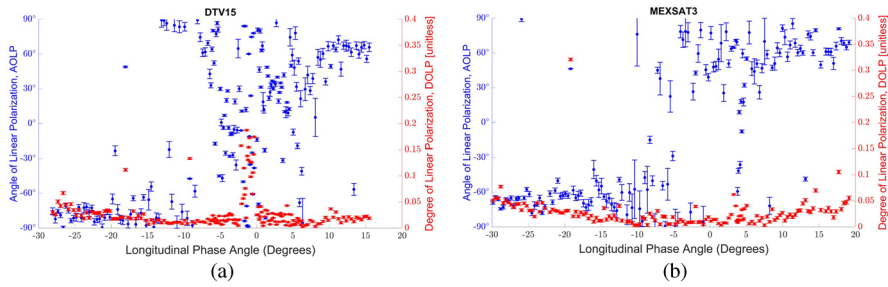 DTV15
90°
60°
30°
0°
-30°
-60°
-90°
Angle of Linear Polarization, AOLP
0.4
0.35
0.3
0.25
0.2
0.15
0.1
0.05
0
Degree of Linear Polarization, DOLP [unitless]
-30 -25 -20 -15 -10 -5 0 5 10 15 20
Longitudinal Phase Angle (Degrees)
(a)
MEXSAT3
90°
60°
30°
0°
-30°
-60°
-90°
Angle of Linear Polarization, AOLP
0.4
0.35
0.3
0.25
0.2
0.15
0.1
0.05
0
Degree of Linear Polarization, DOLP [unitless]
-30 -25 -20 -15 -10 -5 0 5 10 15 20
Longitudinal Phase Angle (Degrees)
(b)